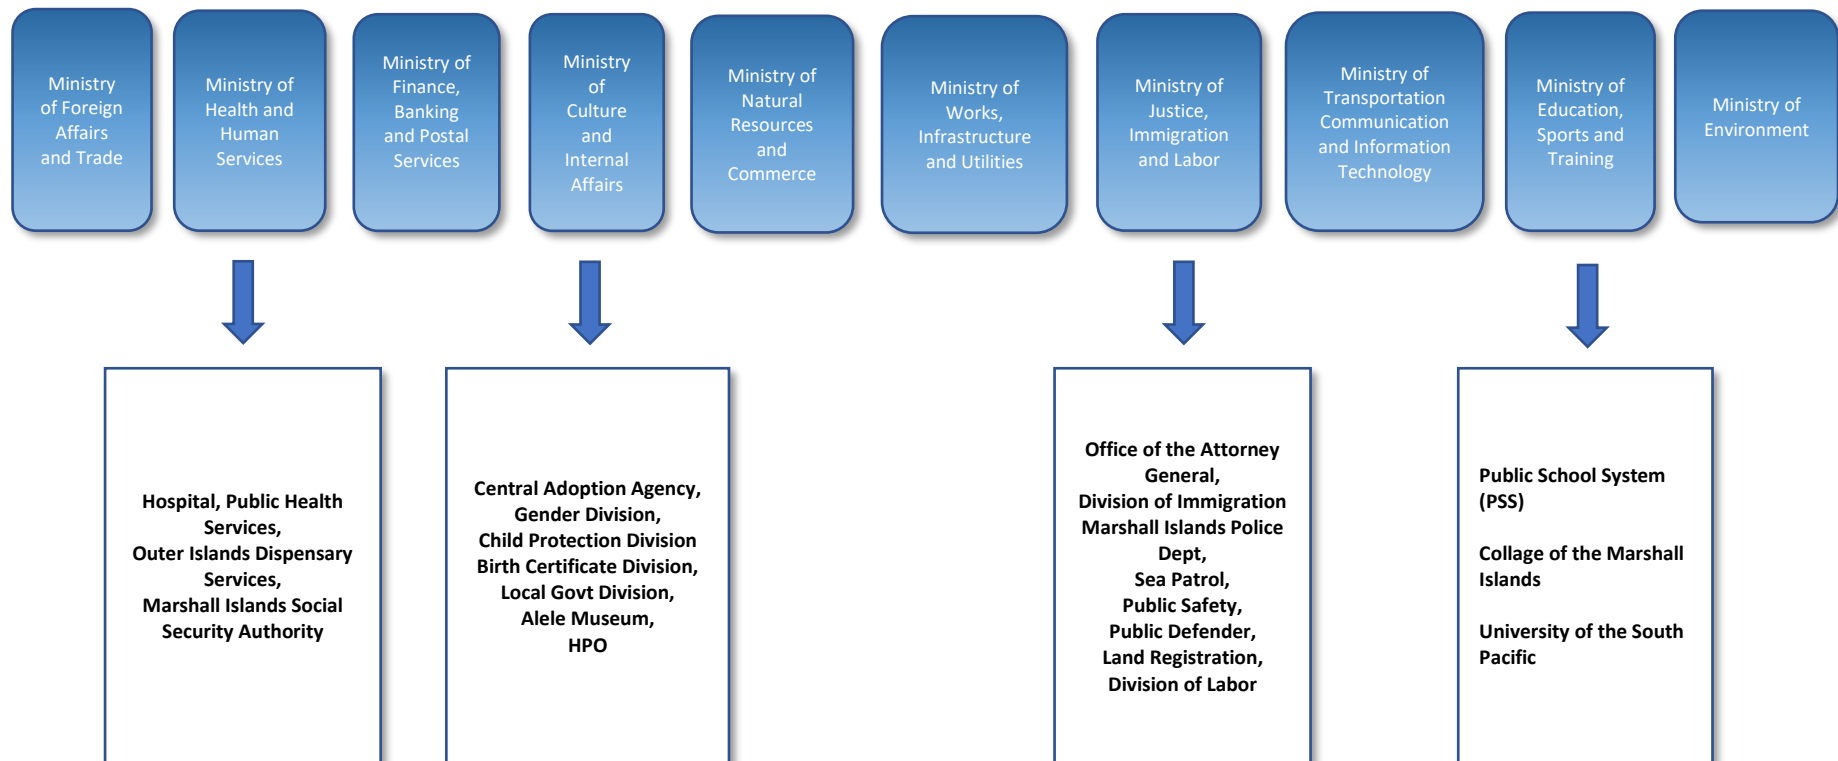 Ministry
of Foreign
Affairs
and Trade
Ministry of
Health and
Human
Services
Ministry of
Finance,
Banking
and Postal
Services
Ministry
of
Culture
and
Internal
Affairs
Ministry of
Natural
Resources
and
Commerce
Ministry of
Works,
Infrastructure
and Utilities
Ministry of
Justice,
Immigration
and Labor
Ministry of
Transportation
Communication
and Information
Technology
Ministry of
Education,
Sports and
Training
Ministry of
Environment
Hospital, Public Health
Services,
Outer Islands Dispensary
Services,
Marshall Islands Social
Security Authority
Central Adoption Agency,
Gender Division,
Child Protection Division
Birth Certificate Division,
Local Govt Division,
Alele Museum,
HPO
Office of the Attorney
General,
Division of Immigration
Marshall Islands Police
Dept,
Sea Patrol,
Public Safety,
Public Defender,
Land Registration,
Division of Labor
Public School System
(PSS)
Collage of the Marshall
Islands
University of the South
Pacific